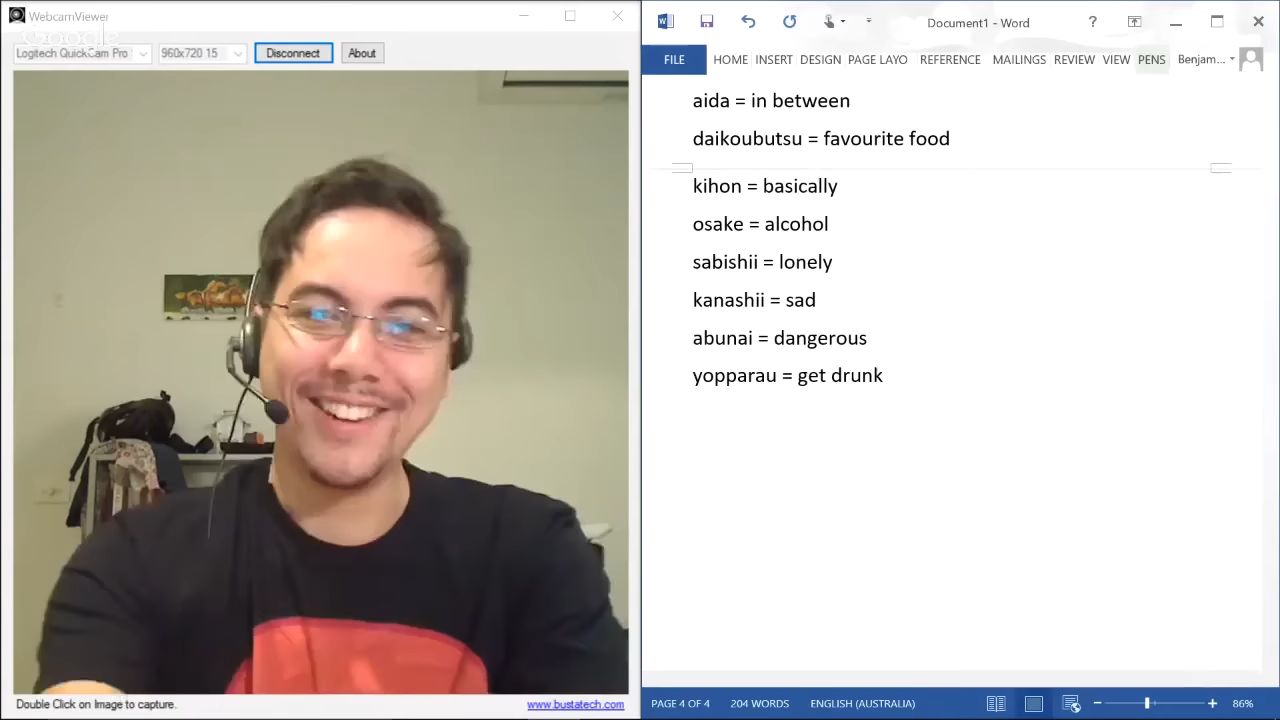 WebcamViewer
Google
Logitech QuickCam Pro
960x720 15
Disconnect
About
Double Click on Image to capture.
www.bustatech.com
Document1 - Word
?
FILE
HOME
INSERT
DESIGN
PAGE LAYO
REFERENCE
MAILINGS
REVIEW
VIEW
PENS
Benjam...
aida = in between
daikoubutsu = favourite food
kihon = basically
osake = alcohol
sabishii = lonely
kanashii = sad
abunai = dangerous
yopparau = get drunk
PAGE 4 OF 4
204 WORDS
ENGLISH (AUSTRALIA)
86%